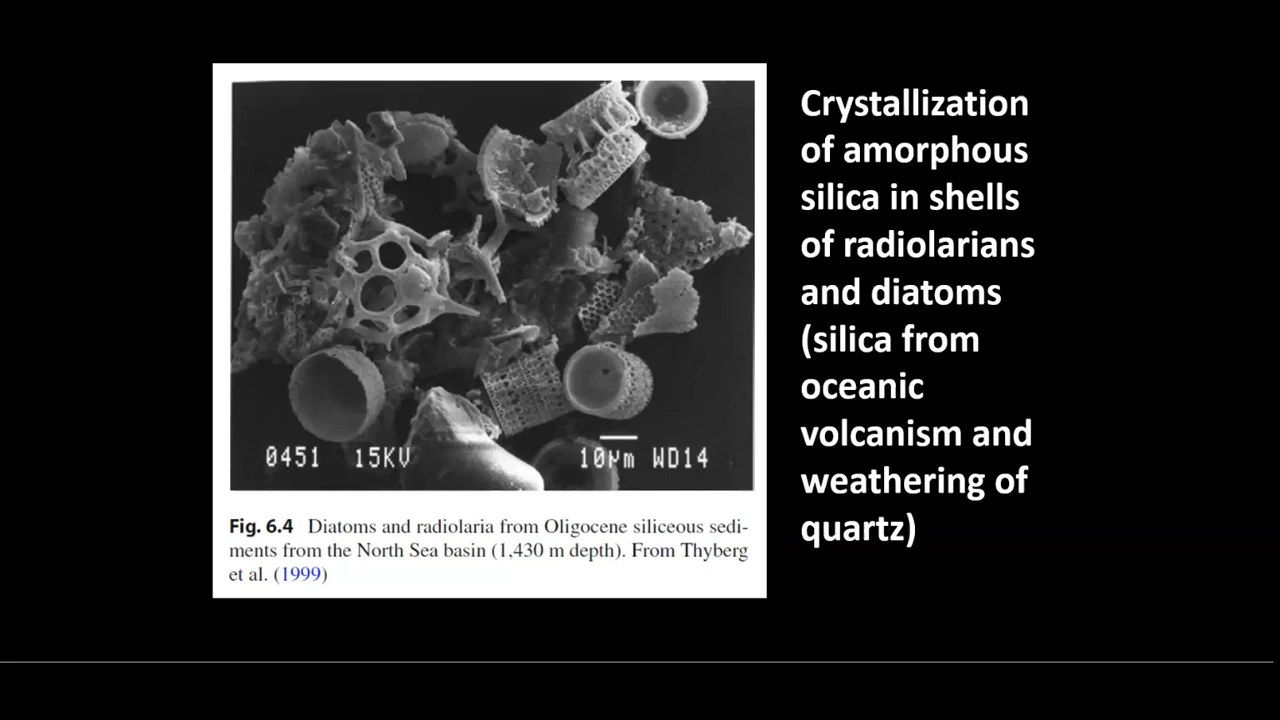 0451 15KV 10µm WD14
Fig. 6.4 Diatoms and radiolaria from Oligocene siliceous sedi-
ments from the North Sea basin (1,430 m depth). From Thyberg
et al. (1999)
Crystallization
of amorphous
silica in shells
of radiolarians
and diatoms
(silica from
oceanic
volcanism and
weathering of
quartz)